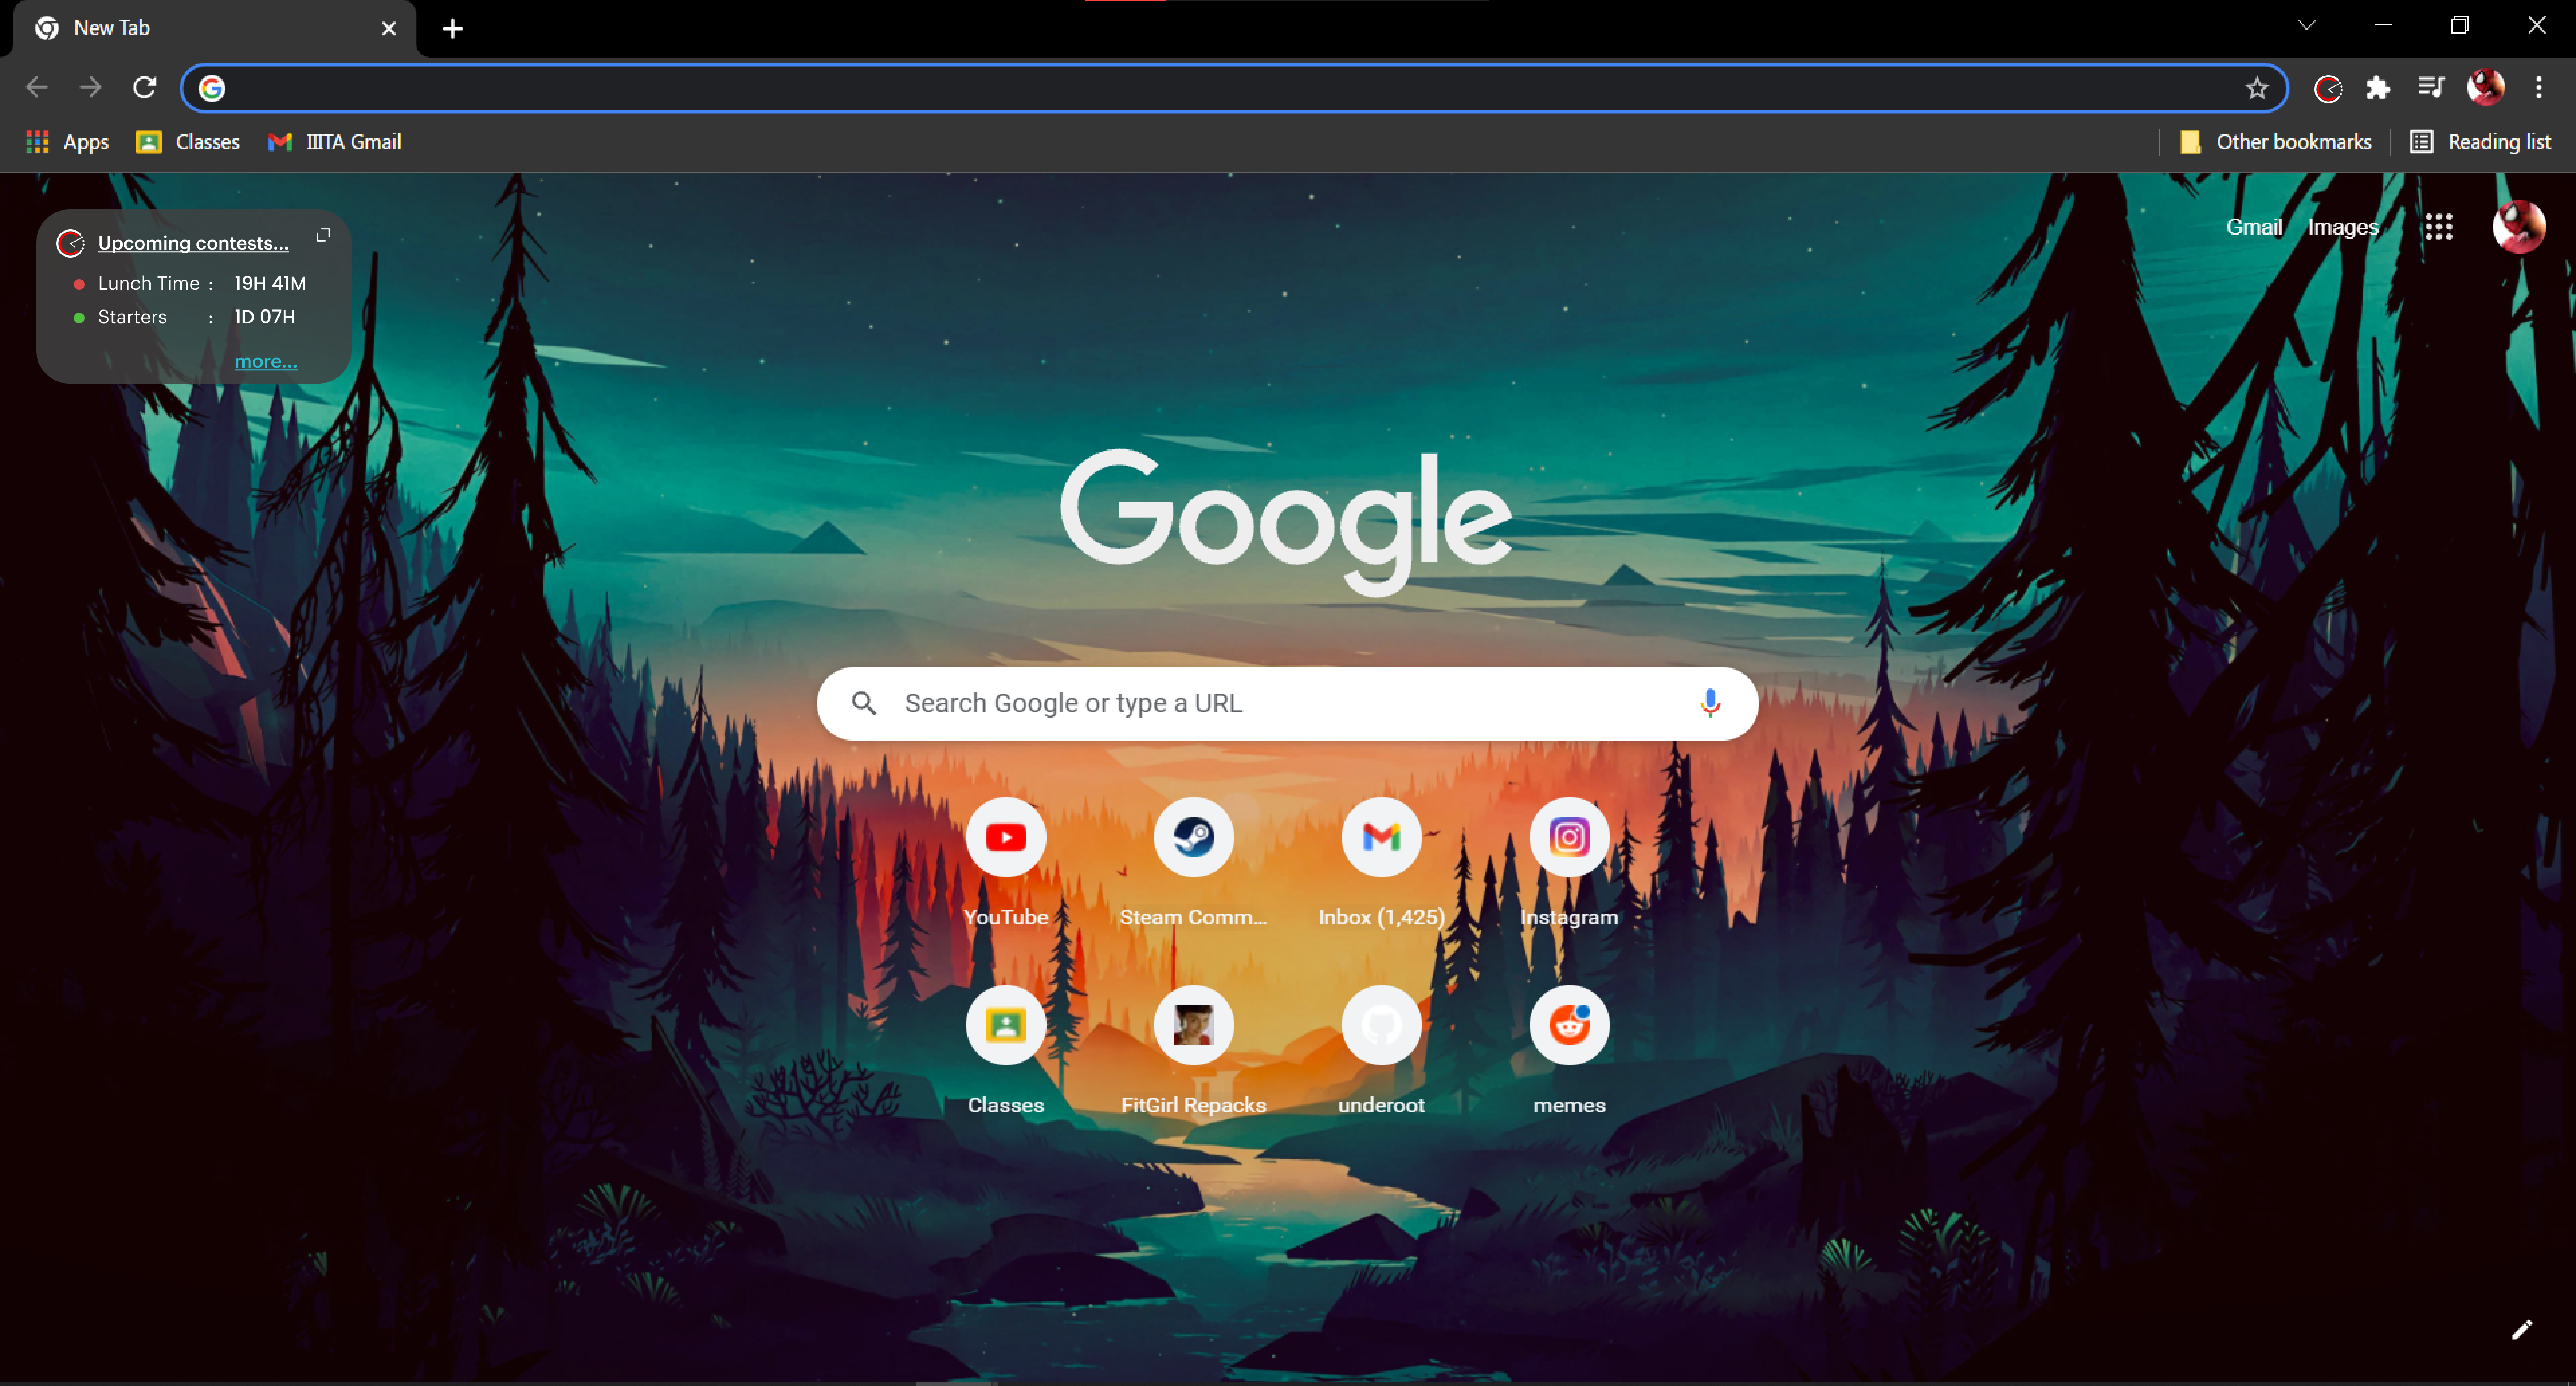 New Tab
Apps
Classes
IIITA Gmail
Other bookmarks
Reading list
Upcoming contests...
Lunch Time : 19H 41M
Starters : 1D 07H
more...
Gmail Images
Google
Search Google or type a URL
YouTube
Steam Comm...
Inbox (1,425)
Instagram
Classes
FitGirl Repacks
underoot
memes